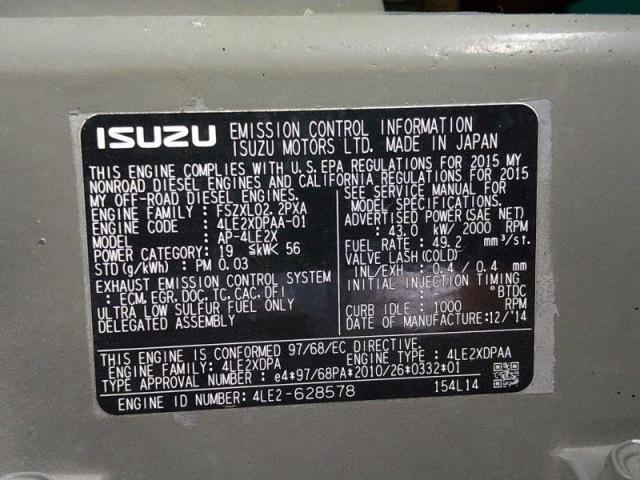 ISUZU EMISSION CONTROL INFORMATION
ISUZU MOTORS LTD. MADE IN JAPAN
THIS ENGINE COMPLIES WITH U.S.EPA REGULATIONS FOR 2015 MY
NONROAD DIESEL ENGINES AND CALIFORNIA REGULATIONS FOR 2015
MY OFF-ROAD DIESEL ENGINES.
ENGINE FAMILY : FSZXL02.2PXA
ENGINE CODE : 4LE2XDPAA-01
MODEL : AP-4LE2X
POWER CATEGORY: 19 ≤kW< 56
STD (g/kWh) : PM 0.03
EXHAUST EMISSION CONTROL SYSTEM
: ECM, EGR, DOC, TC, CAC, DFI
ULTRA LOW SULFUR FUEL ONLY
DELEGATED ASSEMBLY
SEE SERVICE MANUAL FOR
MODEL SPECIFICATIONS.
ADVERTISED POWER (SAE NET)
: 43.0 kW/ 2000 RPM
FUEL RATE : 49.2 mm³/st.
VALVE LASH (COLD)
INL/EXH : 0.4 / 0.4 mm
INITIAL INJECTION TIMING
: - °BTDC
CURB IDLE : 1000 RPM
DATE OF MANUFACTURE:12/'14
THIS ENGINE CONFORMED 97/68/EC DIRECTIVE.
ENGINE FAMILY : 4LE2XDPA ENGINE TYPE : 4LE2XDPAA
TYPE APPROVAL NUMBER : e4*97/68PA*2010/26*0332*01
ENGINE ID NUMBER: 4LE2-628578 154L14